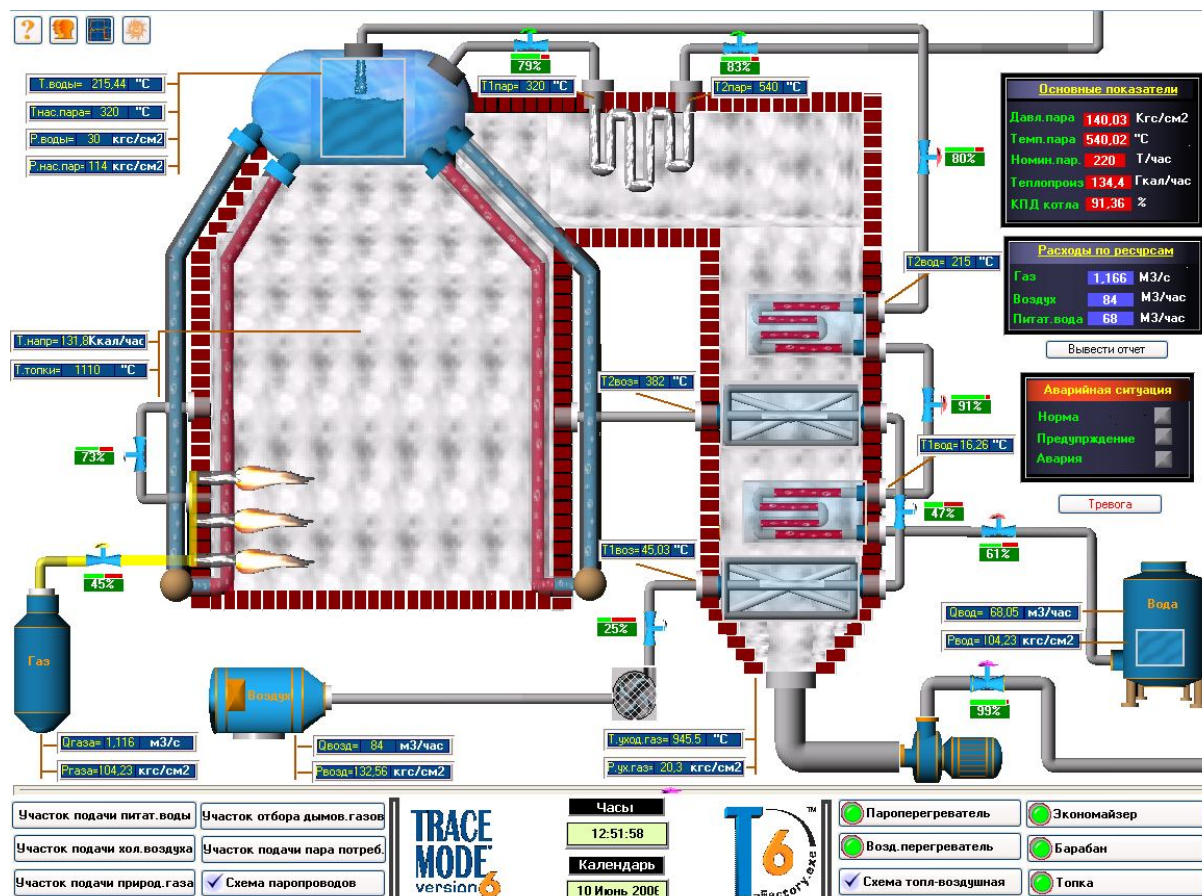 ?
79%
83%
Т.воды= 215,44 "С
Тнас.пара= 320 "С
Р.воды= 30 кгс/см2
Р.нас.пар= 114 кгс/см2
Т1пар= 320 "С
Т2пар= 540 "С
80%
Основные показатели
Давл.пара 140,03 Кгс/см2
Темп.пара 540,02 "С
Номин.пар. 220 Т/час
Теплопроиз 134,4 Гкал/час
КПД котла 91,36 %
Расходы по ресурсам
Газ 1,166 М3/с
Воздух 84 М3/час
Питат.вода 68 М3/час
Вывести отчет
Т2вод= 215 "С
Т.напр= 131,8 Ккал/час
Т.топки= 1110 "С
Т2воз= 382 "С
91%
Аварийная ситуация
Норма
Предупрждение
Авария
Тревога
Т1вод= 16,26 "С
73%
47%
61%
Т1воз= 45,03 "С
45%
25%
Газ
Воздух
Вода
Qвод= 68,05 м3/час
Рвод= 104,23 кгс/см2
99%
Qгаза= 1,116 м3/с
Ргаза= 104,23 кгс/см2
Qвозд= 84 м3/час
Рвозд= 132,56 кгс/см2
Т.уход.газ= 945.5 "С
Р.ух.газ= 20,3 кгс/см2
Участок подачи питат.воды
Участок отбора дымов.газов
Участок подачи хол.воздуха
Участок подачи пара потреб.
Участок подачи природ.газа
Схема паропроводов
TRACE
MODE
version 6
Часы
12:51:58
Календарь
10 Июнь 2006
T6
TM
Factory.exe
Пароперегреватель
Экономайзер
Возд.перегреватель
Барабан
Схема топл-воздушная
Топка